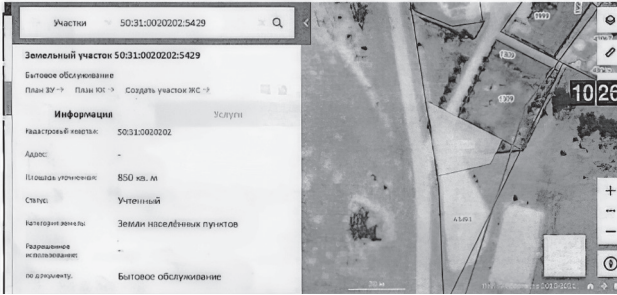 Участки 50:31:0020202:5429
Земельный участок 50:31:0020202:5429
Бытовое обслуживание
План ЗУ → План КК → Создать участок ЖС →
Информация Услуги
Кадастровый квартал: 50:31:0020202
Адрес: -
Площадь уточненная: 850 кв. м
Статус: Учтенный
Категория земель: Земли населённых пунктов
Разрешенное использование: -
по документу: Бытовое обслуживание
10 26
20 м